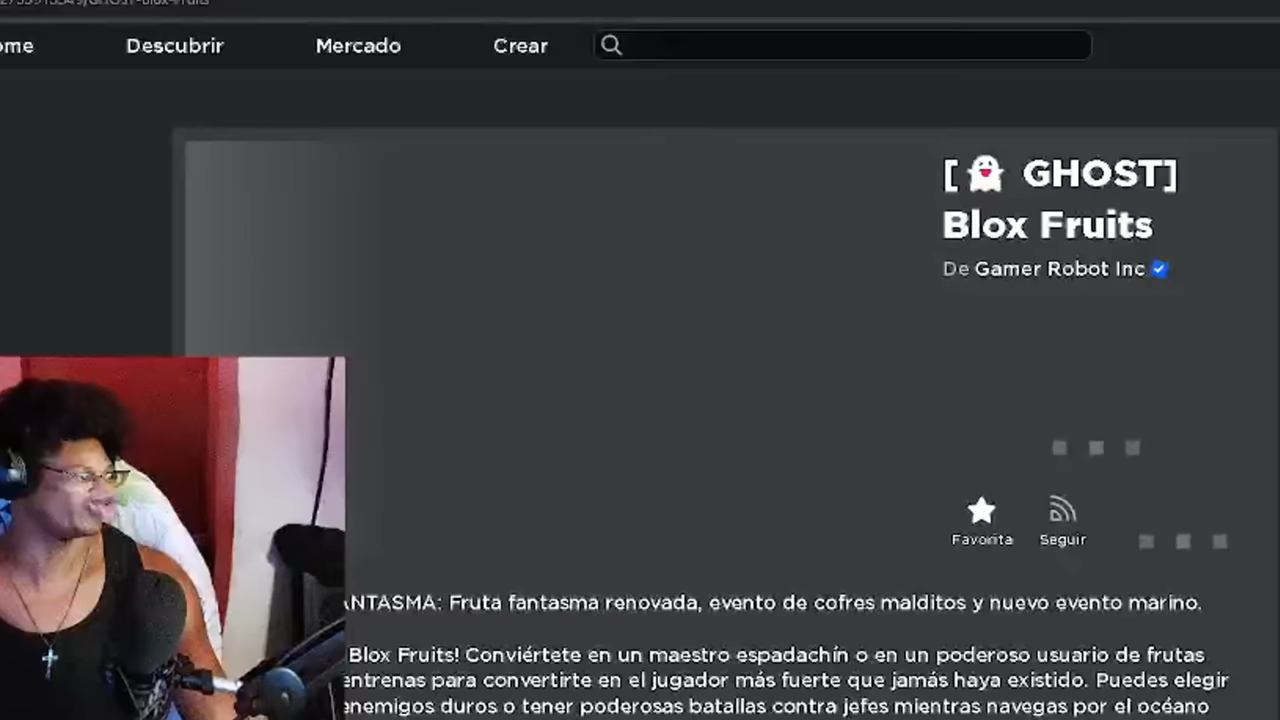 ome Descubrir Mercado Crear
[👻 GHOST]
Blox Fruits
De Gamer Robot Inc
Favorita Seguir
ANTASMA: Fruta fantasma renovada, evento de cofres malditos y nuevo evento marino.
Blox Fruits! Conviértete en un maestro espadachín o en un poderoso usuario de frutas
entrenas para convertirte en el jugador más fuerte que jamás haya existido. Puedes elegir
enemigos duros o tener poderosas batallas contra jefes mientras navegas por el océano